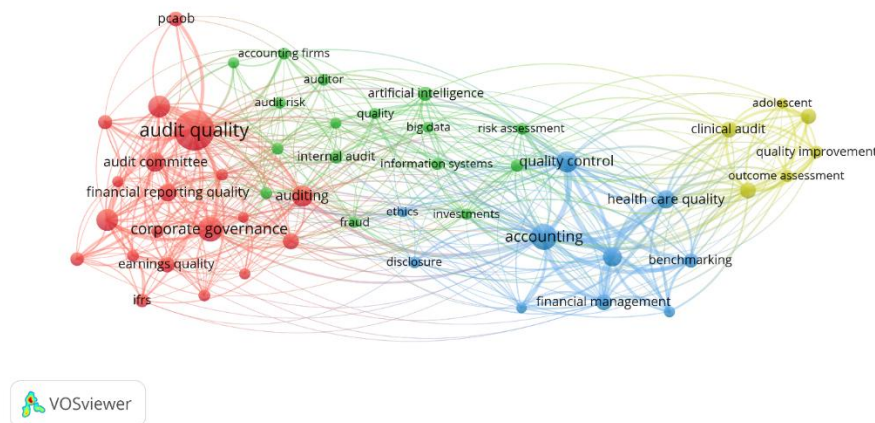 pcaob
accounting firms
auditor
artificial intelligence
adolescent
audit risk
quality
audit quality
big data
risk assessment
clinical audit
quality improvement
audit committee
internal audit
information systems
quality control
outcome assessment
financial reporting quality
auditing
health care quality
ethics
investments
fraud
corporate governance
accounting
earnings quality
disclosure
benchmarking
ifrs
financial management
VOSviewer